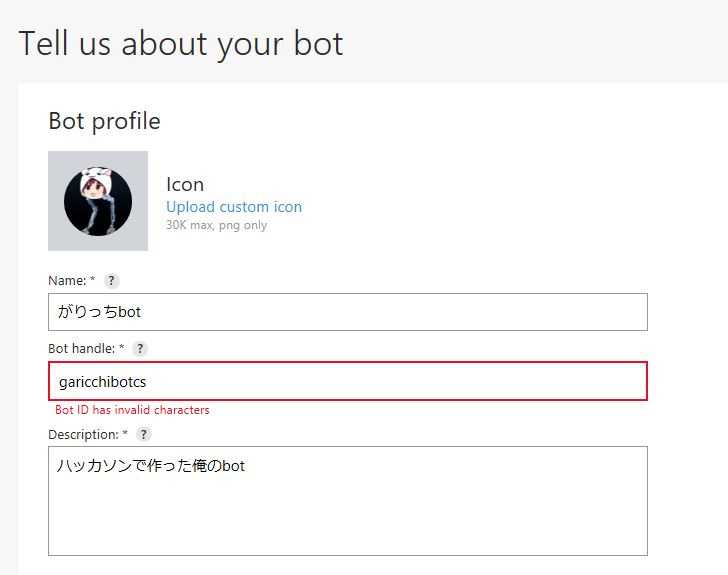 Tell us about your bot
Bot profile
Icon
Upload custom icon
30K max, png only
Name: * ?
がりっちbot
Bot handle: * ?
garicchibotcs
Bot ID has invalid characters
Description: * ?
ハッカソンで作った俺のbot